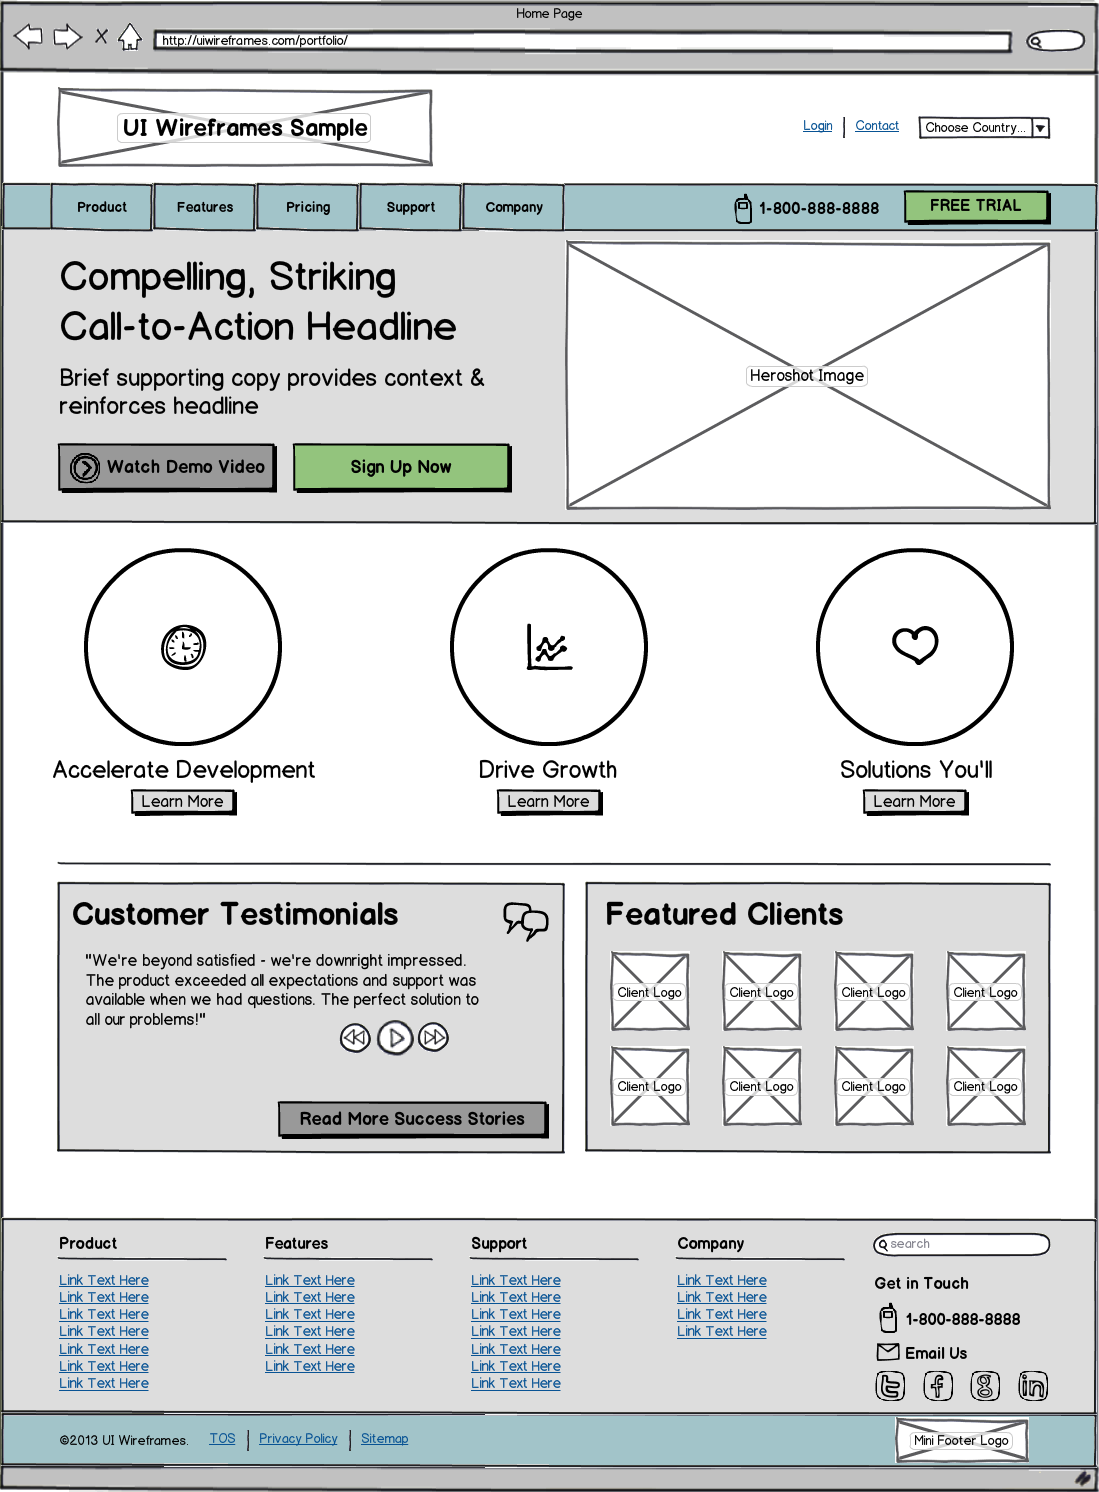 Home Page
http://uiwireframes.com/portfolio/
UI Wireframes Sample
Login
Contact
Choose Country...
Product
Features
Pricing
Support
Company
1-800-888-8888
FREE TRIAL
Compelling, Striking
Call-to-Action Headline
Brief supporting copy provides context &
reinforces headline
Watch Demo Video
Sign Up Now
Heroshot Image
Accelerate Development
Drive Growth
Solutions You'll
Learn More
Learn More
Learn More
Customer Testimonials
"We're beyond satisfied - we're downright impressed.
The product exceeded all expectations and support was
available when we had questions. The perfect solution to
all our problems!"
Read More Success Stories
Featured Clients
Client Logo
Client Logo
Client Logo
Client Logo
Client Logo
Client Logo
Client Logo
Client Logo
Product
Link Text Here
Link Text Here
Link Text Here
Link Text Here
Link Text Here
Link Text Here
Link Text Here
Features
Link Text Here
Link Text Here
Link Text Here
Link Text Here
Link Text Here
Link Text Here
Support
Link Text Here
Link Text Here
Link Text Here
Link Text Here
Link Text Here
Link Text Here
Link Text Here
Company
Link Text Here
Link Text Here
Link Text Here
Link Text Here
search
Get in Touch
1-800-888-8888
Email Us
©2013 UI Wireframes.
TOS
Privacy Policy
Sitemap
Mini Footer Logo